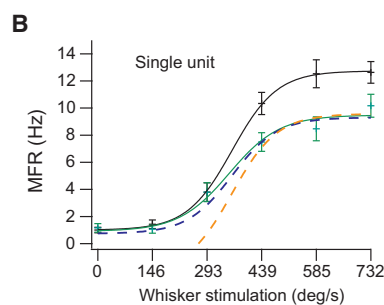 B
14
12
10
8
6
4
2
0
MFR (Hz)
Single unit
0 146 293 439 585 732
Whisker stimulation (deg/s)